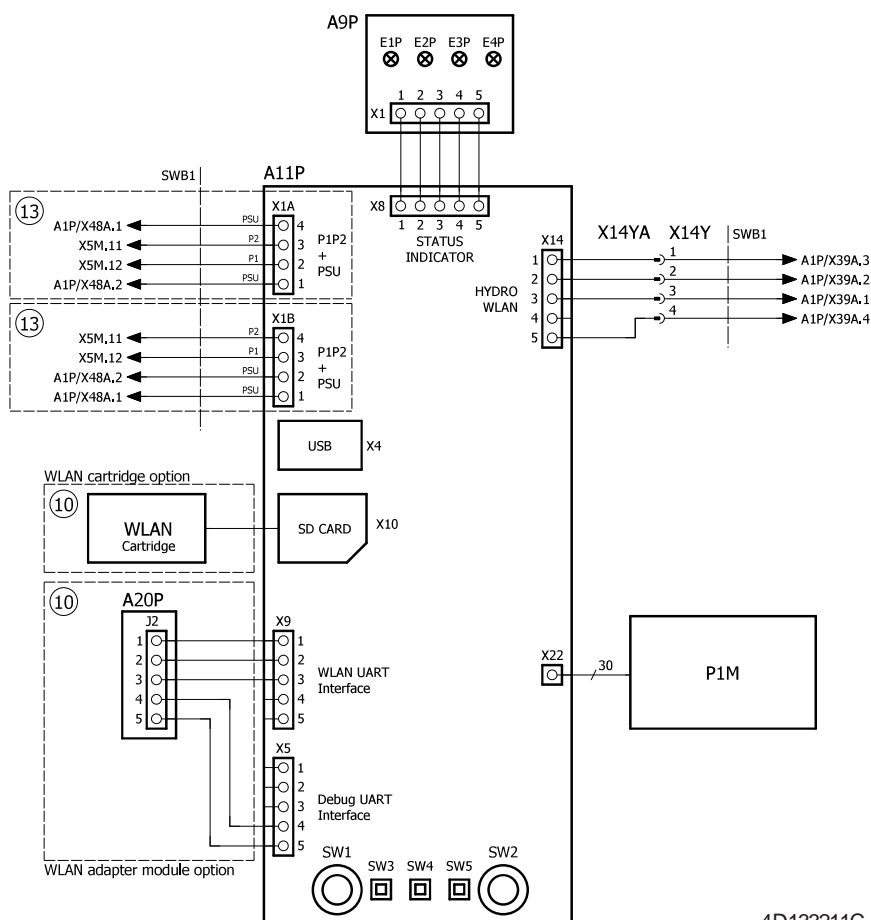 A9P
E1P E2P E3P E4P
1 2 3 4 5
X1
SWB1
A11P
13
X1A
A1P/X48A.1 PSU 4
X5M.11 P2 3
X5M.12 P1 2
A1P/X48A.2 PSU 1
P1P2
+
PSU
X8
1 2 3 4 5
STATUS
INDICATOR
X14 X14YA X14Y SWB1
1 1 A1P/X39A.3
2 2 A1P/X39A.2
3 3 A1P/X39A.1
4 4 A1P/X39A.4
5
HYDRO
WLAN
13
X1B
X5M.11 P2 4
X5M.12 P1 3
A1P/X48A.2 PSU 2
A1P/X48A.1 PSU 1
P1P2
+
PSU
USB X4
WLAN cartridge option
10
WLAN
Cartridge
SD CARD X10
10
A20P
J2 X9
1 1
2 2
3 3
4 4
5 5
WLAN UART
Interface
X22
30
P1M
X5
1
2
3
4
5
Debug UART
Interface
WLAN adapter module option
SW1 SW3 SW4 SW5 SW2